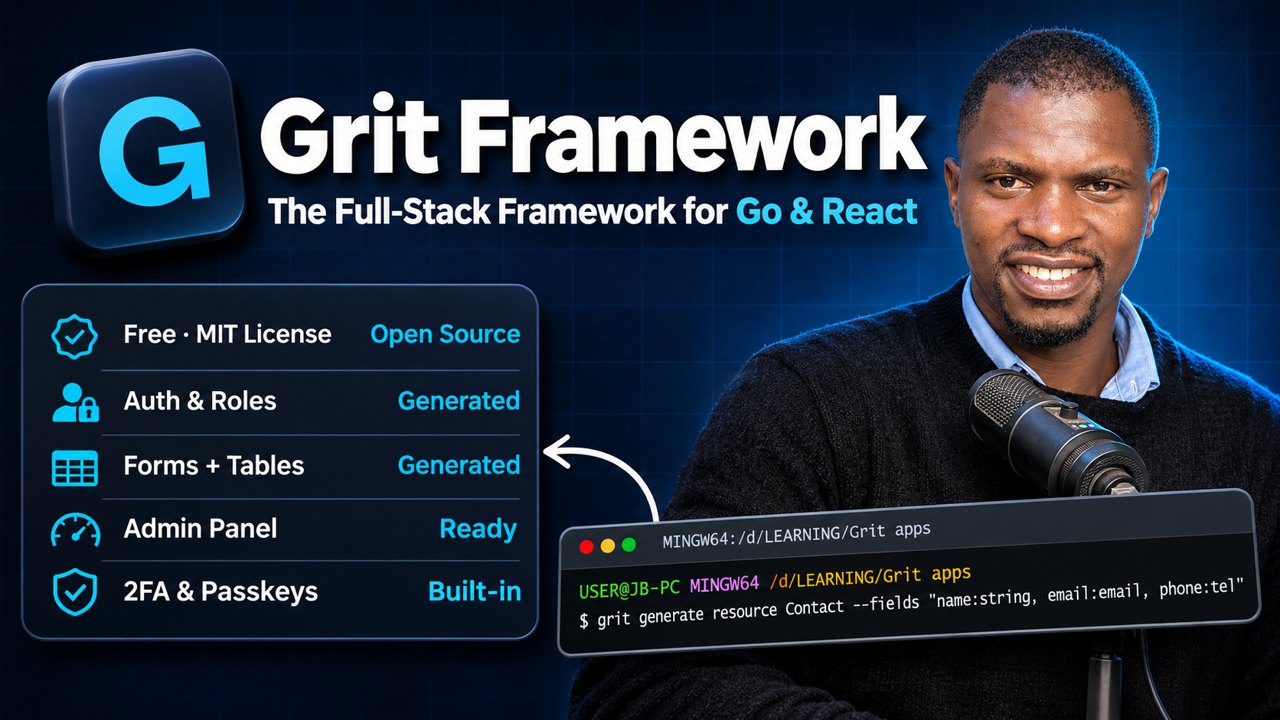 G
Grit Framework
The Full-Stack Framework for Go & React
Free · MIT License Open Source
Auth & Roles Generated
Forms + Tables Generated
Admin Panel Ready
2FA & Passkeys Built-in
MINGW64:/d/LEARNING/Grit apps
USER@JB-PC MINGW64 /d/LEARNING/Grit apps
$ grit generate resource Contact --fields "name:string, email:email, phone:tel"